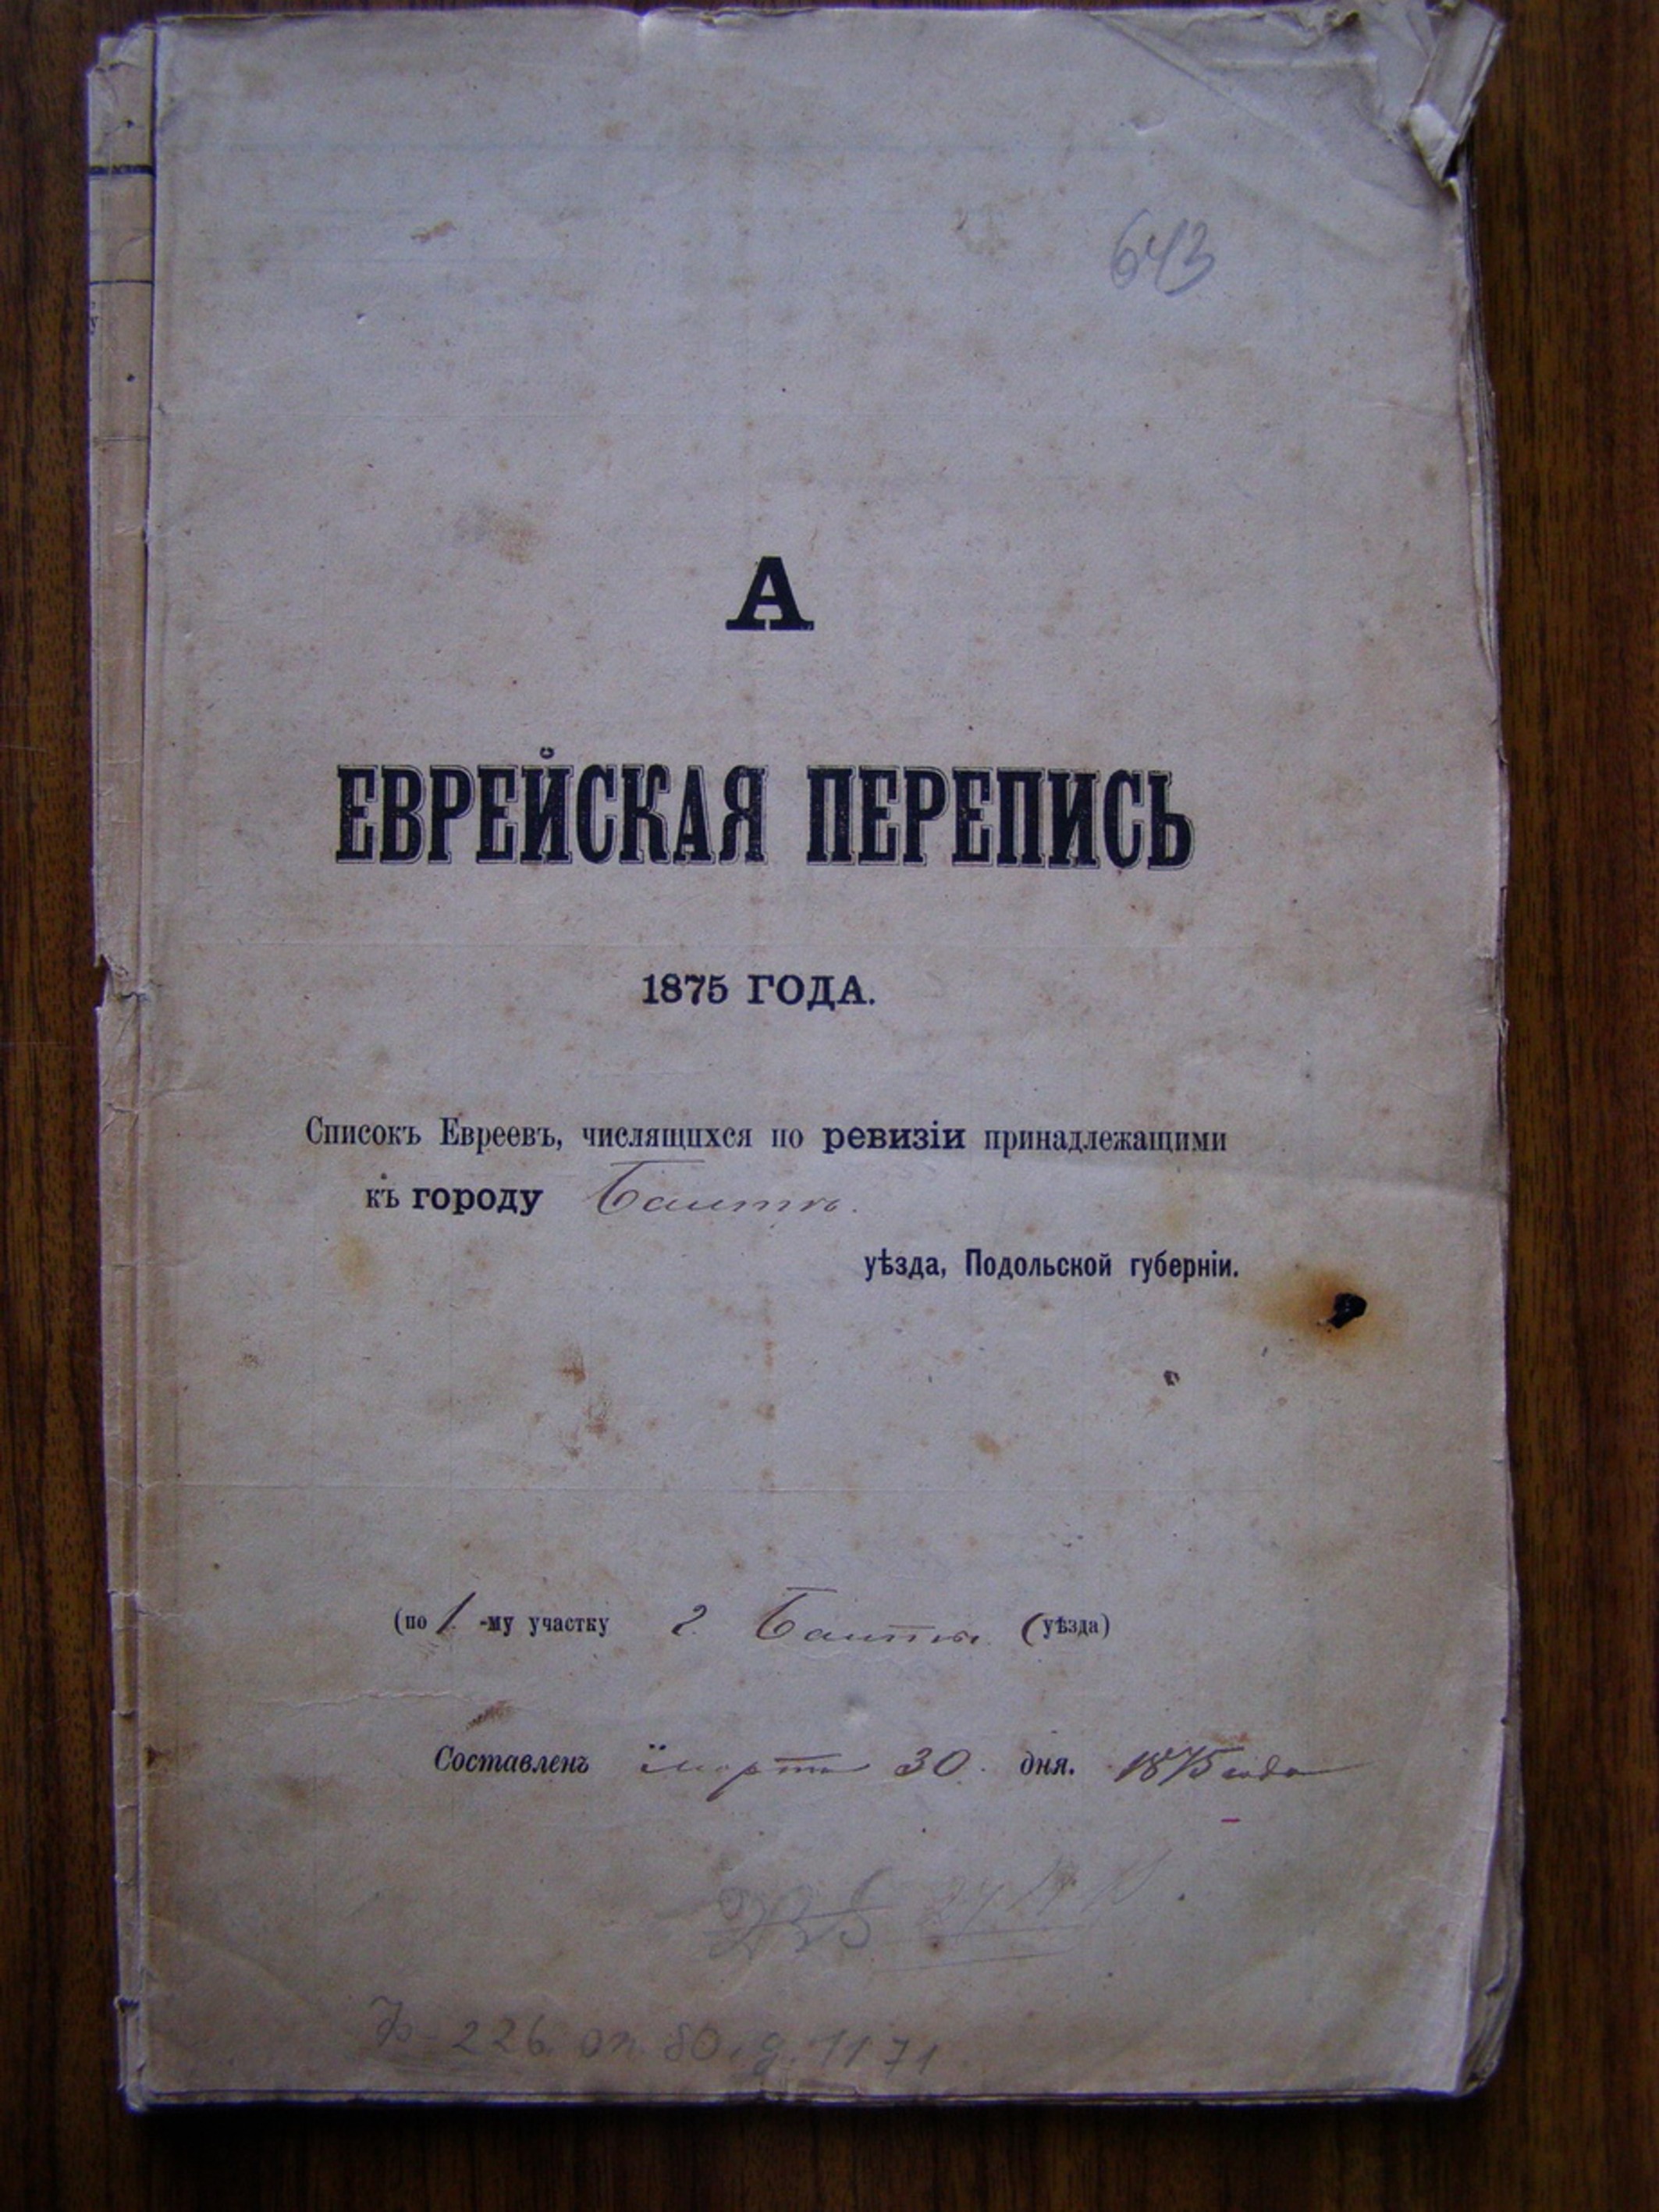 643
А
ЕВРЕЙСКАЯ ПЕРЕПИСЬ
1875 ГОДА.
Списокъ Евреевъ, числящихся по ревизіи принадлежащими
къ городу Балтѣ.
уѣзда, Подольской губерніи.
(по 1-му участку г. Балты (уѣзда)
Составленъ марта 30 дня. 1875 года
Ф-226. оп. 80, д. 1171